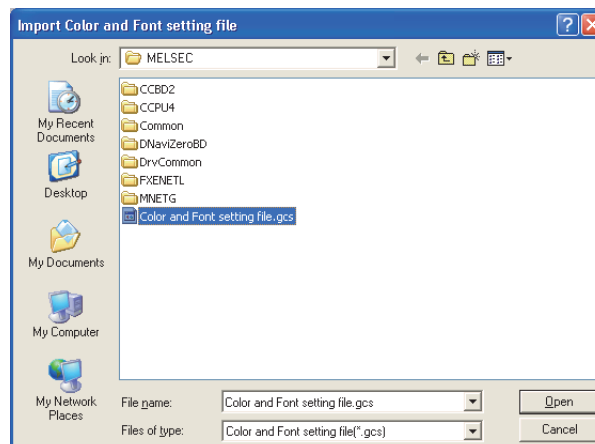 Import Color and Font setting file
Look in:
MELSEC
My Recent
Documents
Desktop
My Documents
My Computer
My Network
Places
CCBD2
CCPU4
Common
DNaviZeroBD
DrvCommon
FXENETL
MNETG
Color and Font setting file.gcs
File name:
Color and Font setting file.gcs
Open
Files of type:
Color and Font setting file(*.gcs)
Cancel